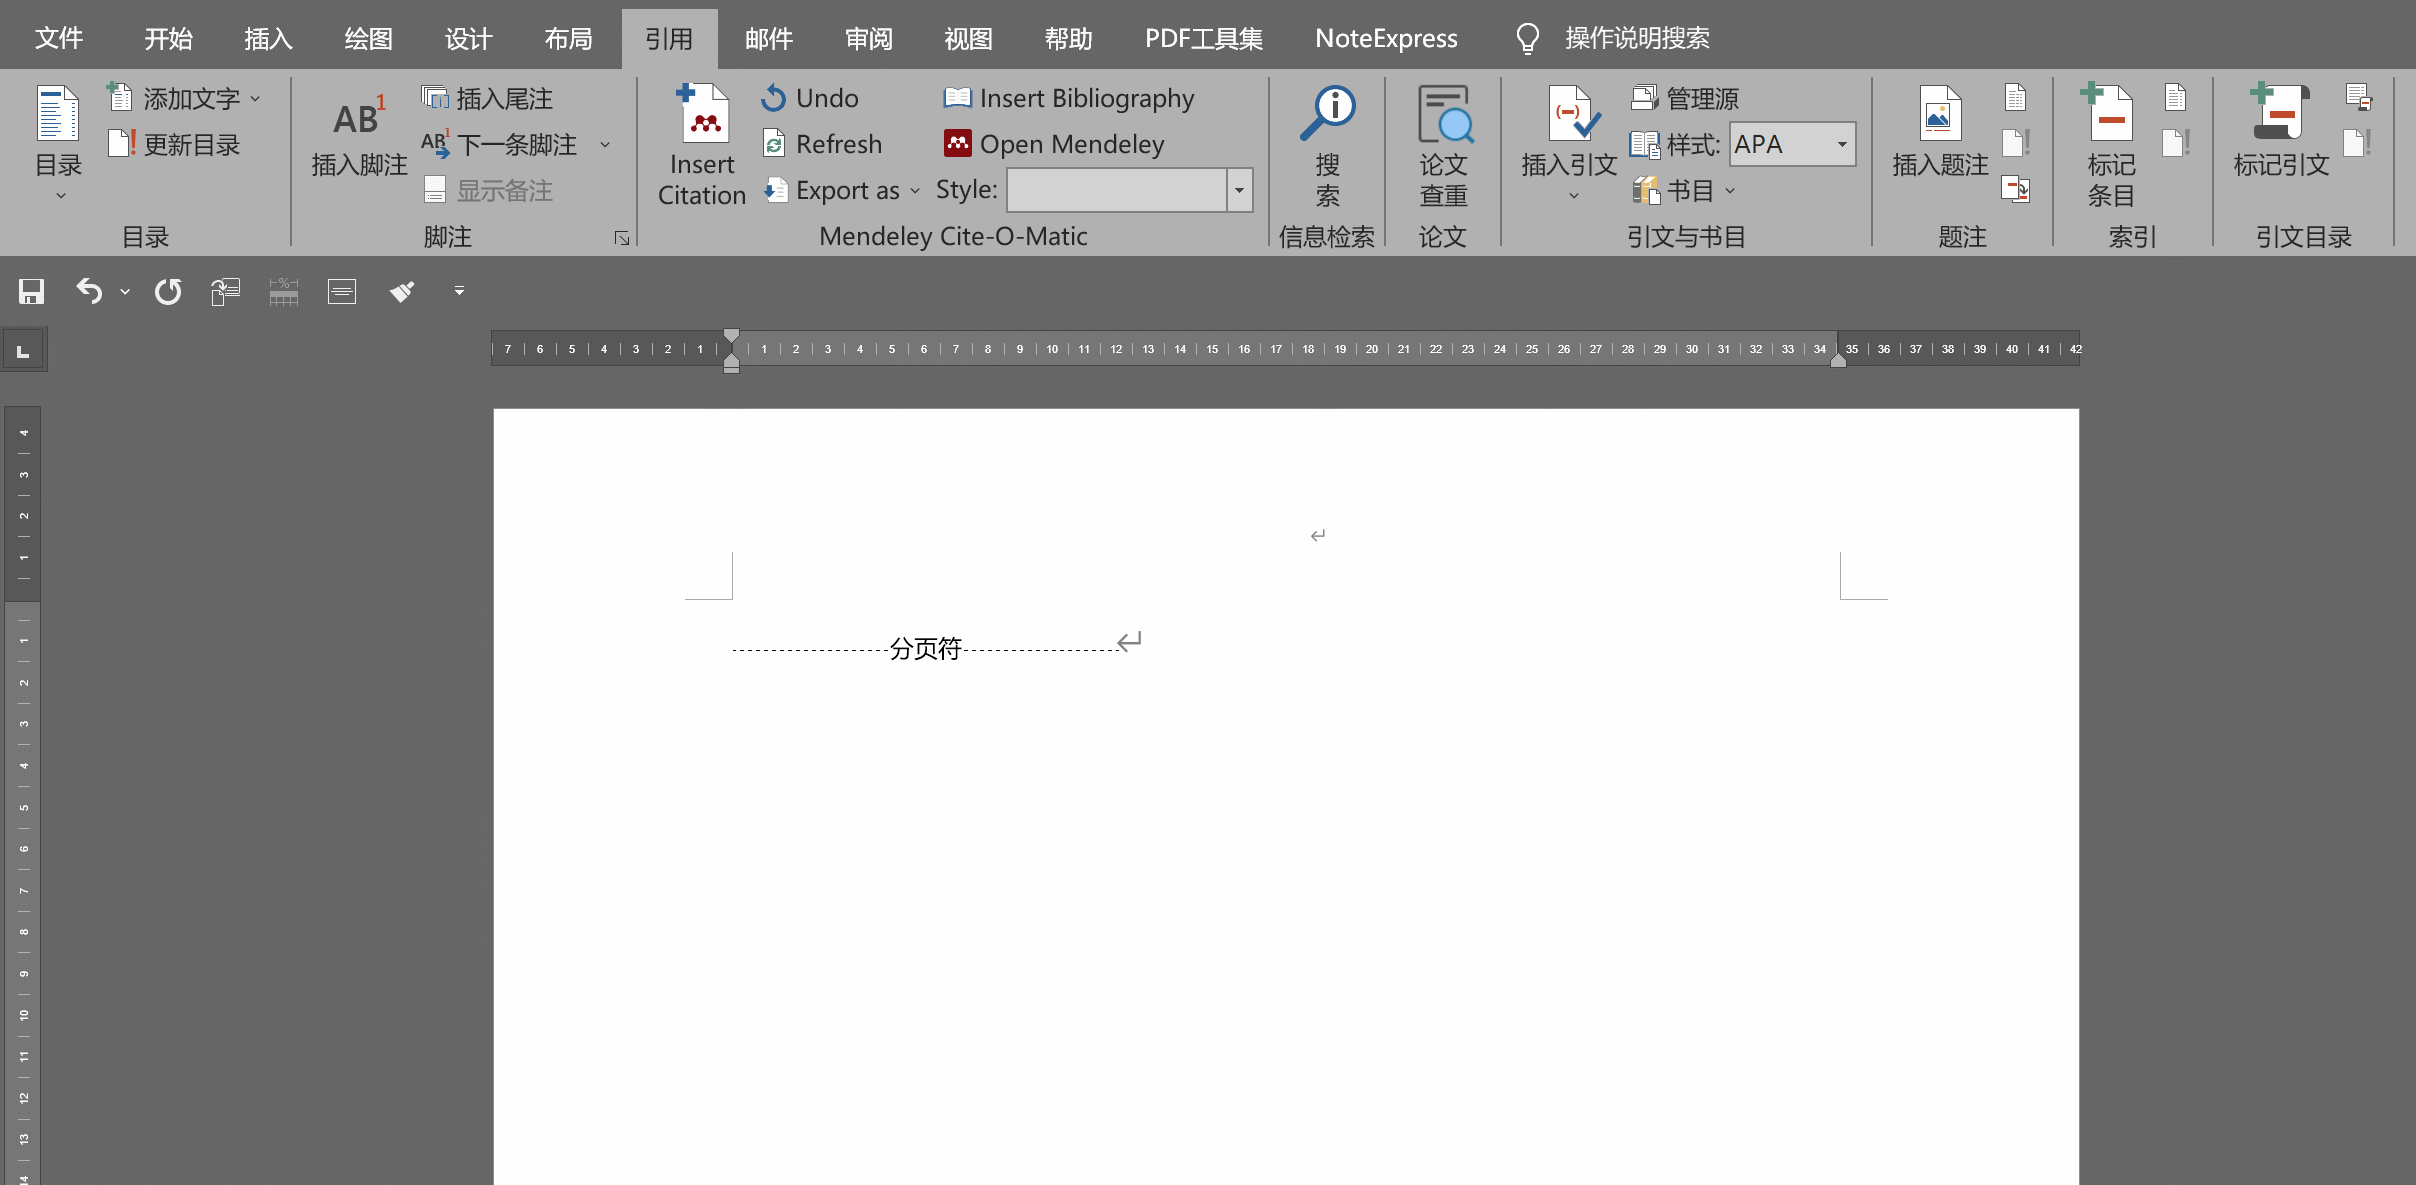 文件 开始 插入 绘图 设计 布局 引用 邮件 审阅 视图 帮助 PDF工具集 NoteExpress 操作说明搜索
目录
添加文字
更新目录
目录
AB1
插入脚注
插入尾注
AB1 下一条脚注
显示备注
脚注
Insert
Citation
Undo
Refresh
Export as
Insert Bibliography
Open Mendeley
Style:
Mendeley Cite-O-Matic
搜
索
信息检索
论文
查重
论文
插入引文
管理源
样式: APA
书目
引文与书目
插入题注
题注
标记
条目
索引
标记引文
引文目录
7 6 5 4 3 2 1 1 2 3 4 5 6 7 8 9 10 11 12 13 14 15 16 17 18 19 20 21 22 23 24 25 26 27 28 29 30 31 32 33 34 35 36 37 38 39 40 41 42
4
3
2
1
1
2
3
4
5
6
7
8
9
10
11
12
13
14
分页符